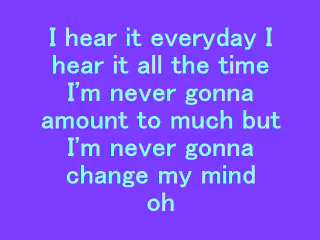 I hear it everyday I
hear it all the time
I'm never gonna
amount to much but
I'm never gonna
change my mind
oh